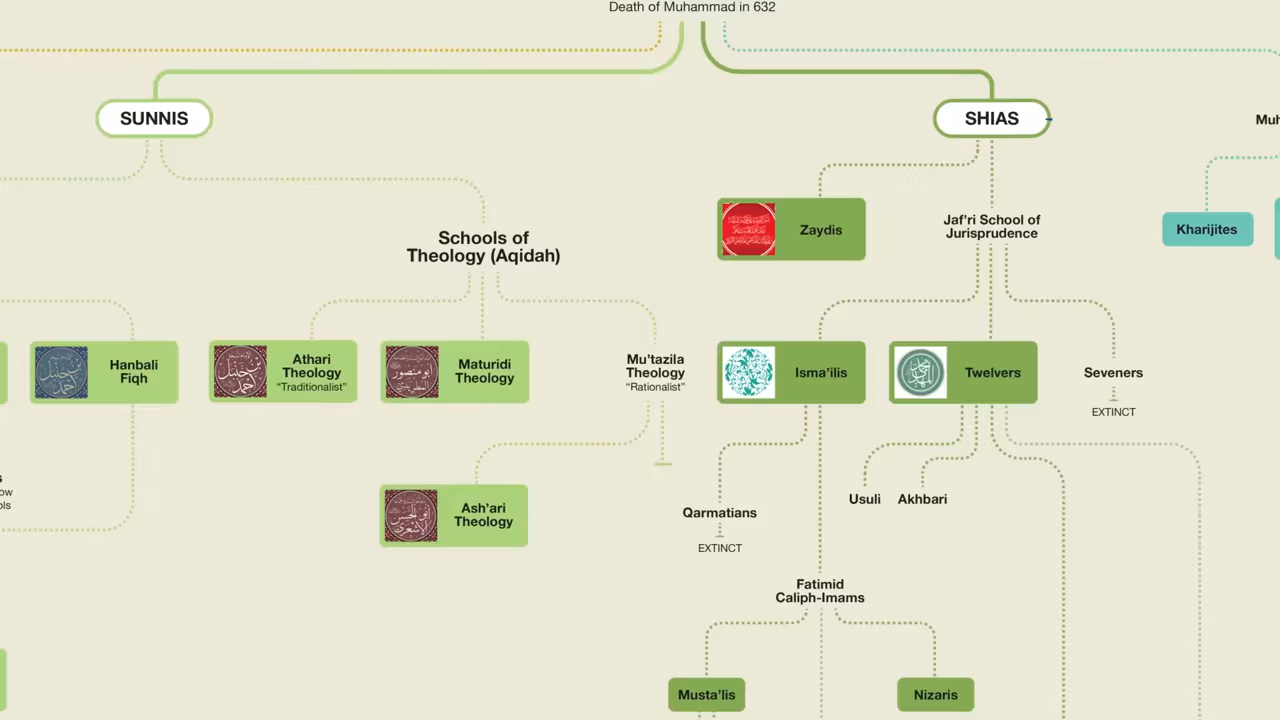 Death of Muhammad in 632
SUNNIS
SHIAS
Muh
Zaydis
Jaf'ri School of
Jurisprudence
Kharijites
Schools of
Theology (Aqidah)
Hanbali
Fiqh
Athari
Theology
“Traditionalist”
Maturidi
Theology
Mu'tazila
Theology
“Rationalist”
Isma'ilis
Twelvers
Seveners
EXTINCT
s
ow
ols
Ash'ari
Theology
Qarmatians
EXTINCT
Usuli
Akhbari
Fatimid
Caliph-Imams
Musta'lis
Nizaris